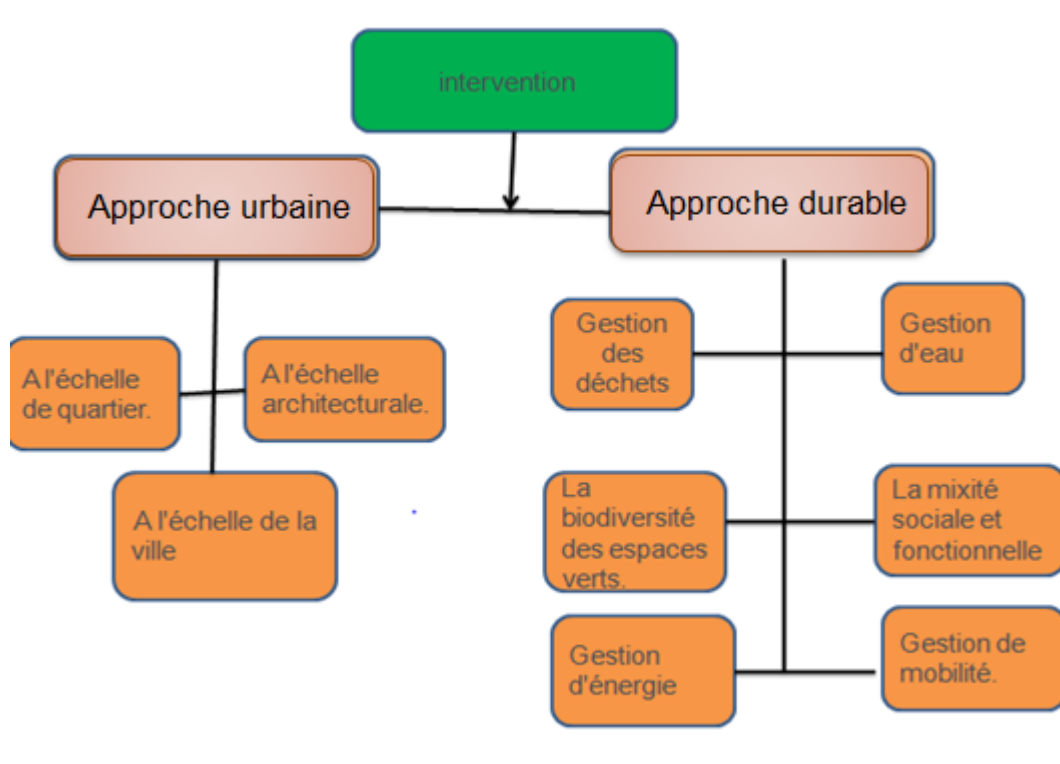 intervention
Approche urbaine
Approche durable
A l'échelle
de quartier.
A l'échelle
architecturale.
A l'échelle de la
ville
Gestion
des
déchets
Gestion
d'eau
La
biodiversité
des espaces
verts.
La mixité
sociale et
fonctionnelle
Gestion
d'énergie
Gestion de
mobilité.